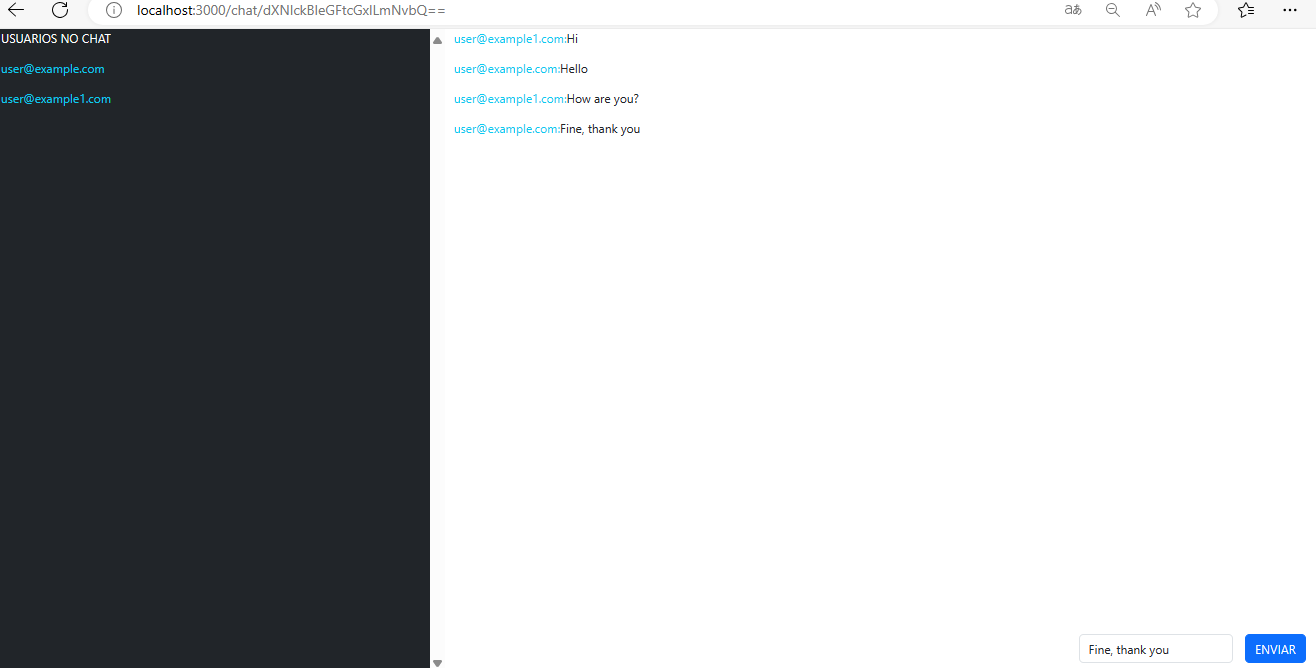 localhost:3000/chat/dXNlckBleGFtcGxlLmNvbQ==
USUARIOS NO CHAT
user@example.com
user@example1.com
user@example1.com:Hi
user@example.com:Hello
user@example1.com:How are you?
user@example.com:Fine, thank you
Fine, thank you
ENVIAR